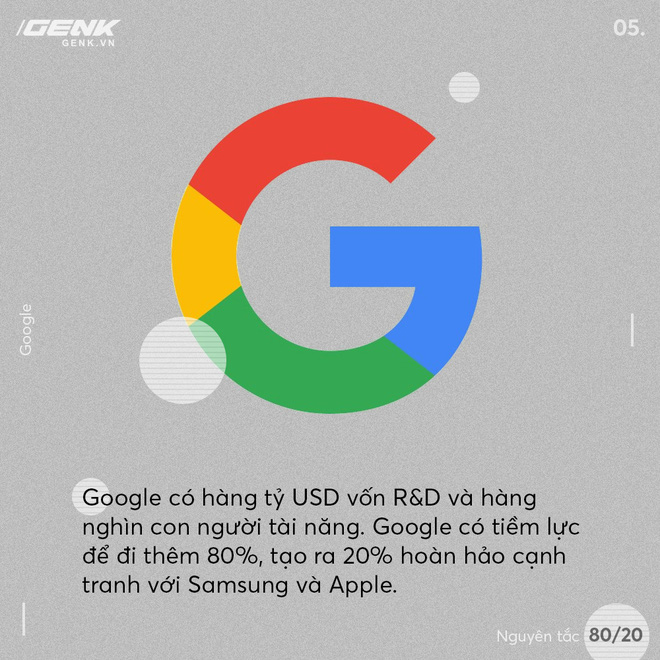 /GENK
GENK.VN
05.
Google
Google có hàng tỷ USD vốn R&D và hàng
nghìn con người tài năng. Google có tiềm lực
để đi thêm 80%, tạo ra 20% hoàn hảo cạnh
tranh với Samsung và Apple.
Nguyên tắc 80/20